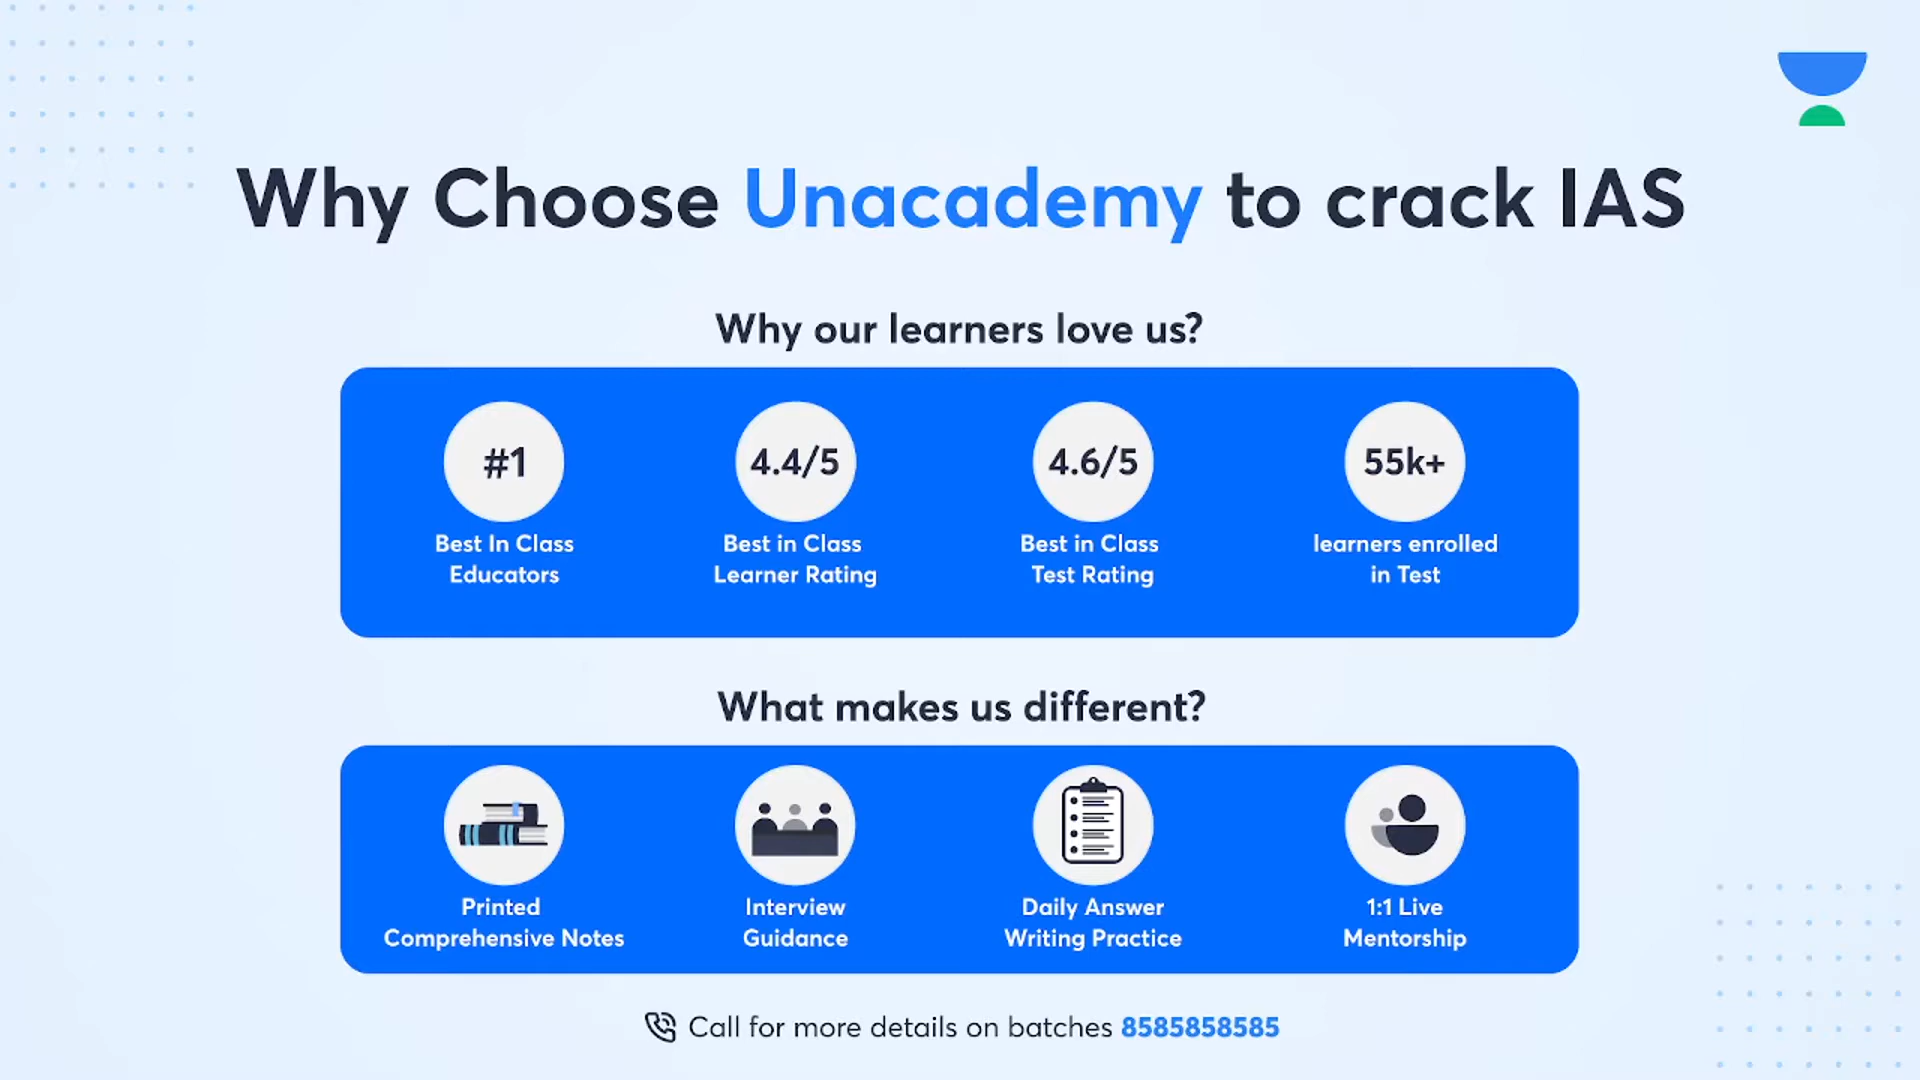 Why Choose Unacademy to crack IAS
Why our learners love us?
#1
4.4/5
4.6/5
55k+
Best In Class
Educators
Best in Class
Learner Rating
Best in Class
Test Rating
learners enrolled
in Test
What makes us different?
Printed
Comprehensive Notes
Interview
Guidance
Daily Answer
Writing Practice
1:1 Live
Mentorship
Call for more details on batches 8585858585